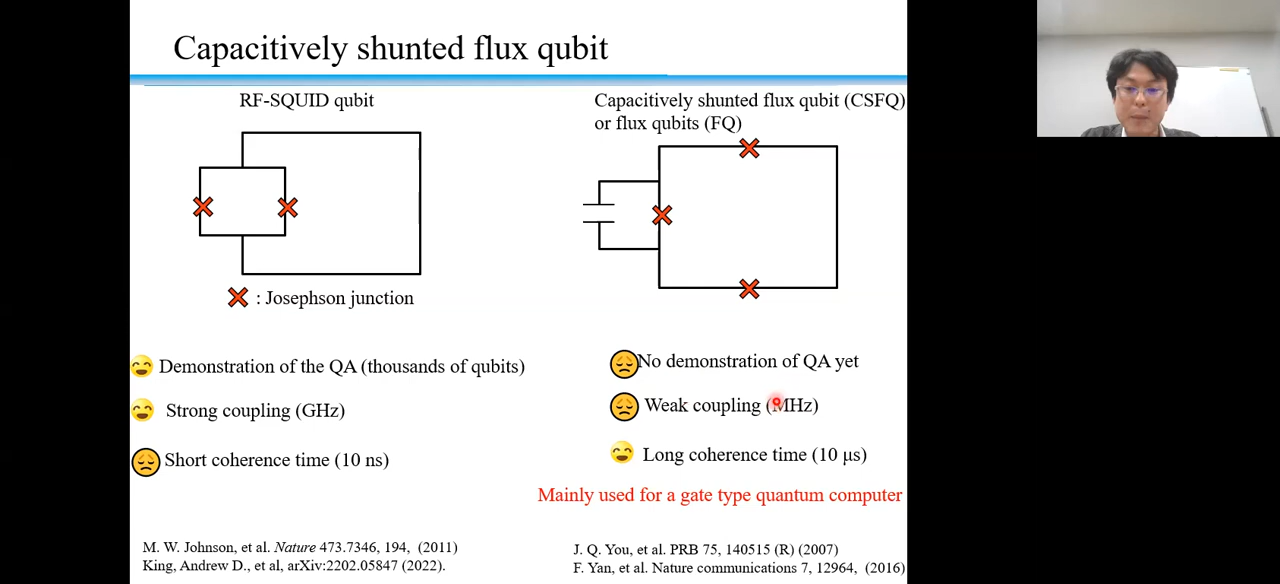 Capacitively shunted flux qubit
RF-SQUID qubit
: Josephson junction
Demonstration of the QA (thousands of qubits)
Strong coupling (GHz)
Short coherence time (10 ns)
M. W. Johnson, et al. Nature 473.7346, 194, (2011)
King, Andrew D., et al, arXiv:2202.05847 (2022).
Capacitively shunted flux qubit (CSFQ)
or flux qubits (FQ)
No demonstration of QA yet
Weak coupling (MHz)
Long coherence time (10 μs)
Mainly used for a gate type quantum computer
J. Q. You, et al. PRB 75, 140515 (R) (2007)
F. Yan, et al. Nature communications 7, 12964, (2016)